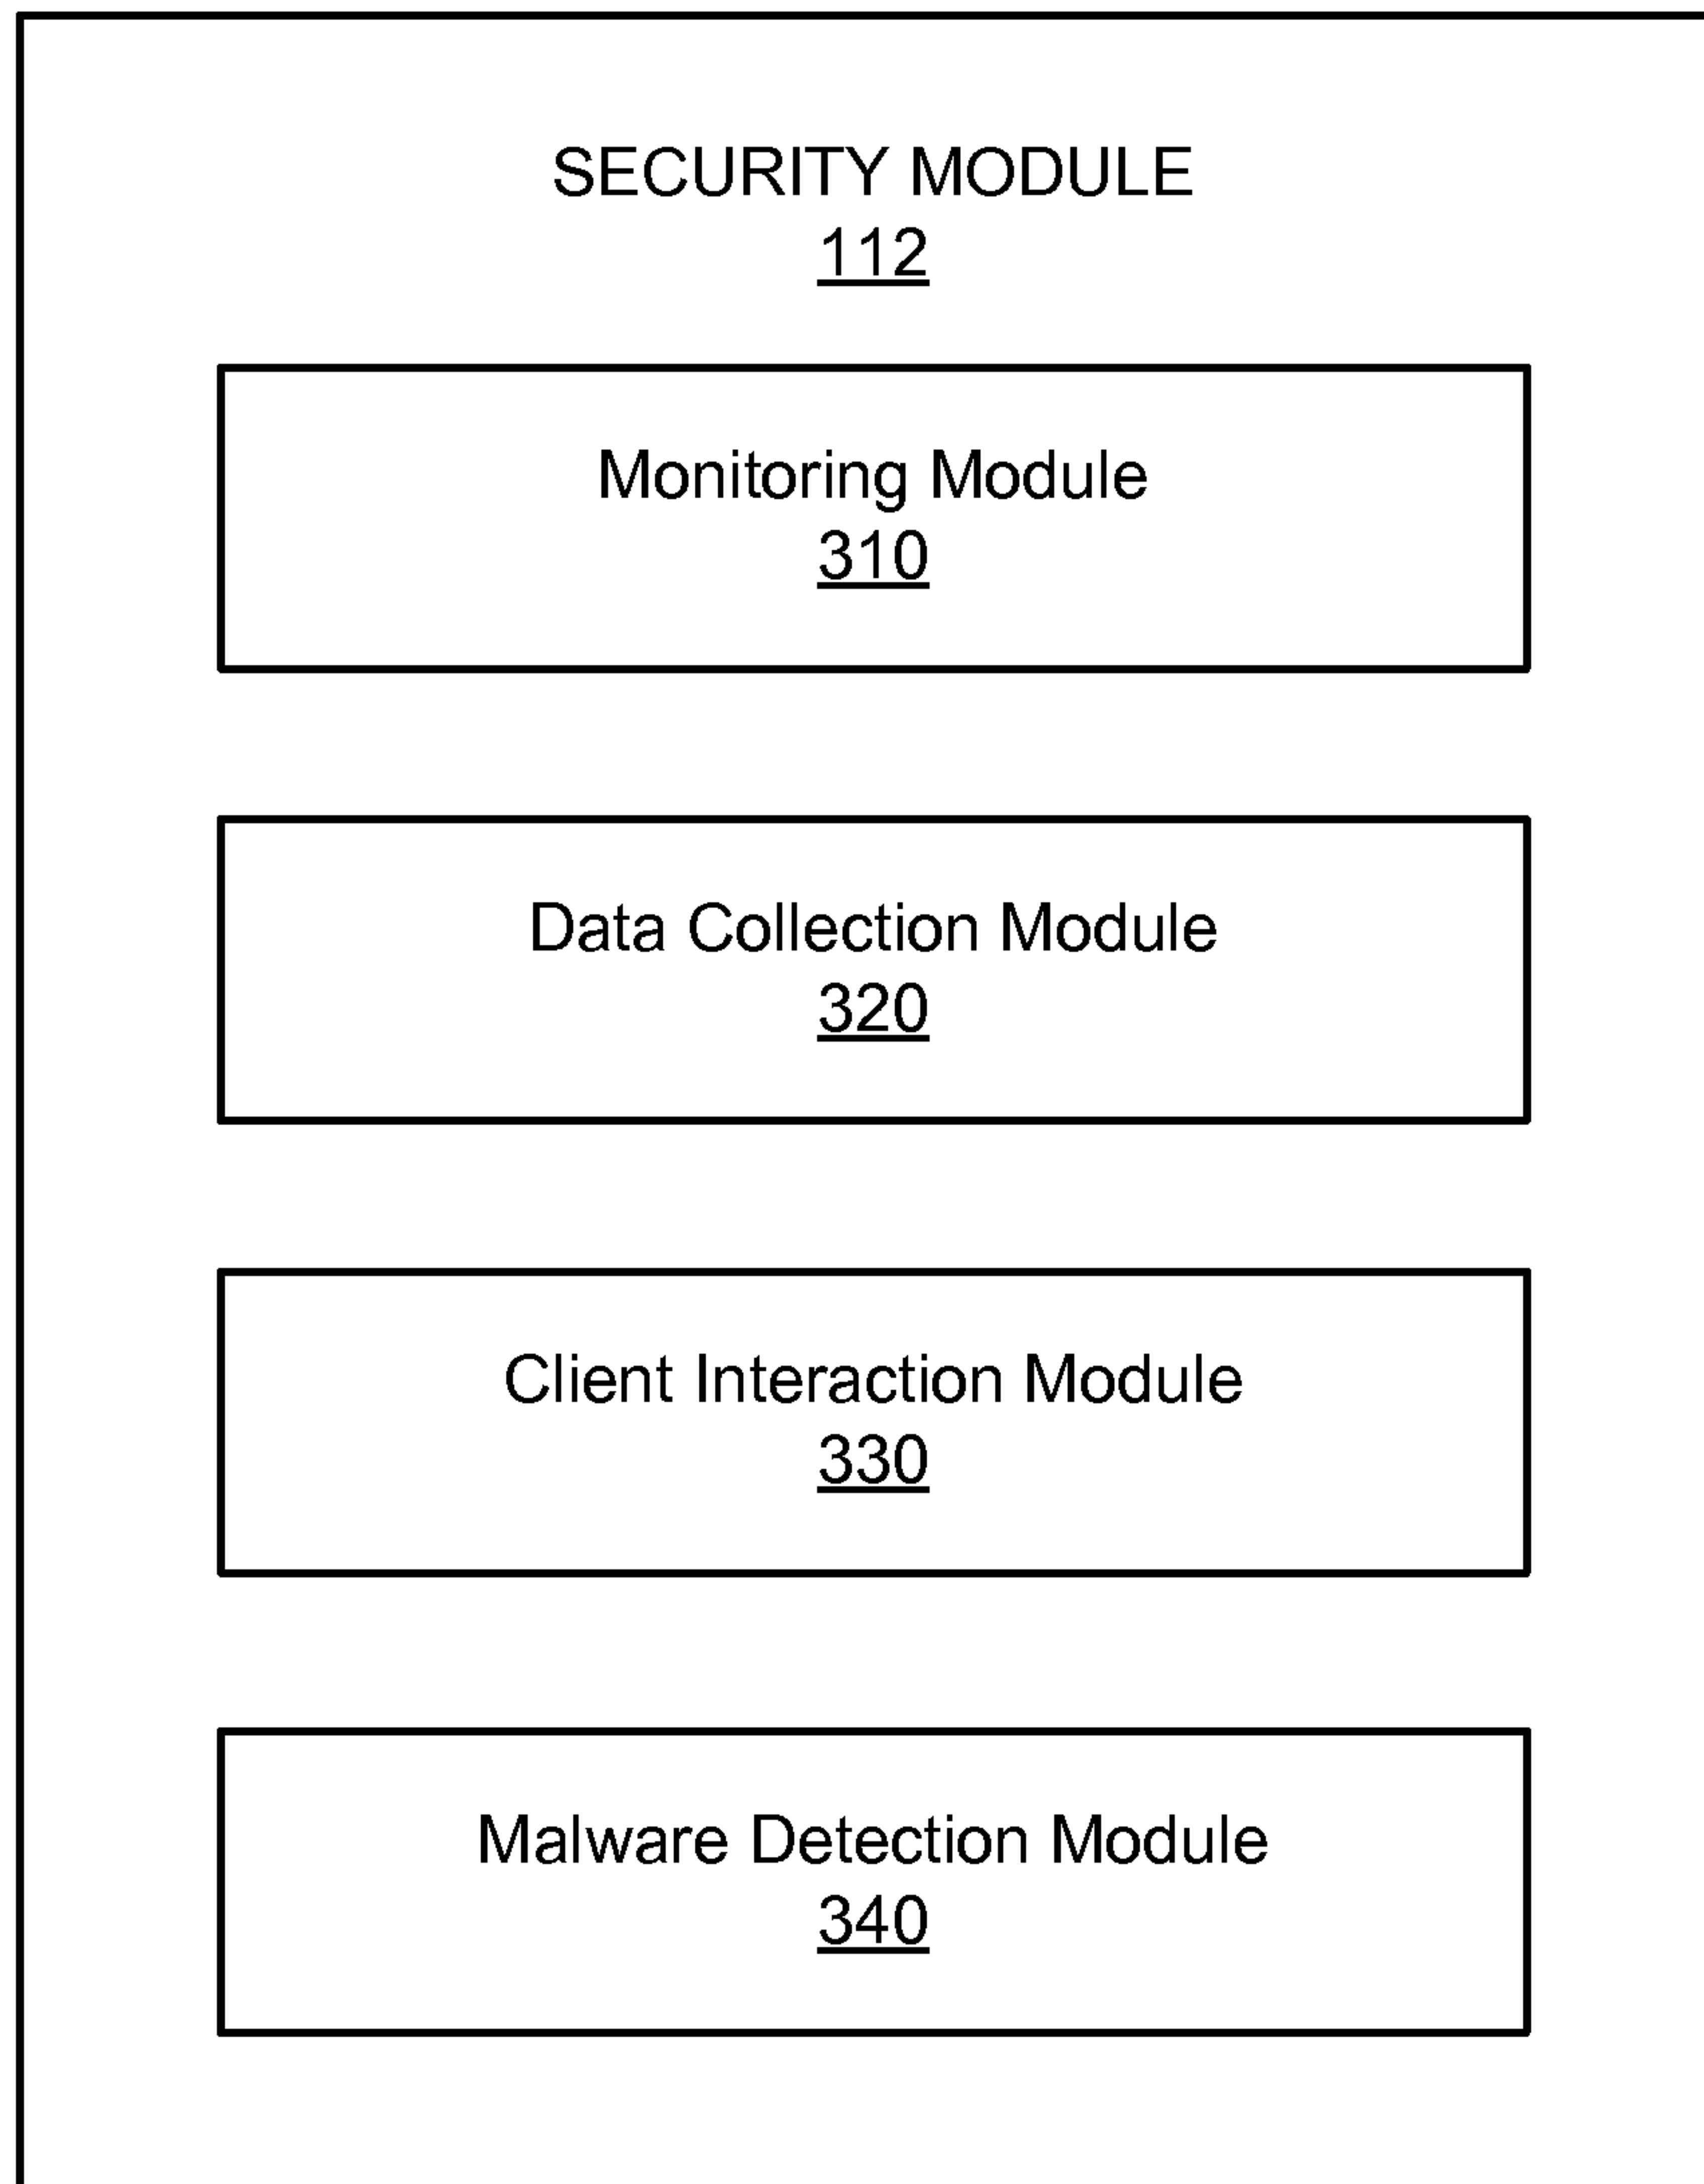 SECURITY MODULE
112
Monitoring Module
310
Data Collection Module
320
Client Interaction Module
330
Malware Detection Module
340